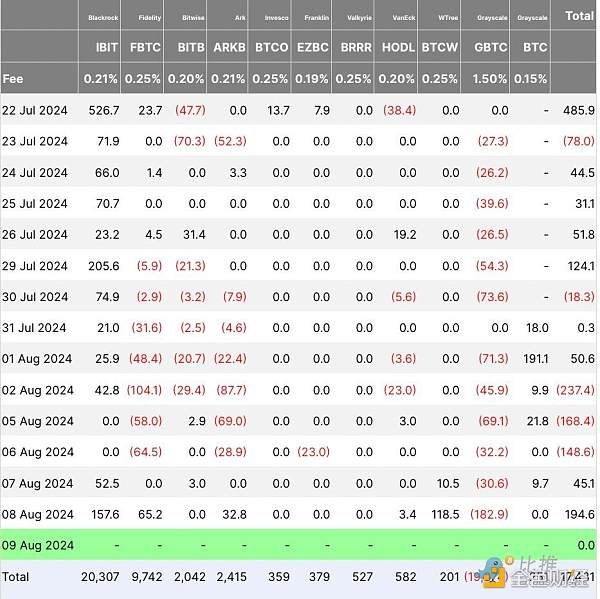 Blackrock Fidelity Bitwise Ark Invesco Franklin Valkyrie VanEck WTree Grayscale Grayscale Total
IBIT FBTC BITB ARKB BTCO EZBC BRRR HODL BTCW GBTC BTC
Fee 0.21% 0.25% 0.20% 0.21% 0.25% 0.19% 0.25% 0.20% 0.25% 1.50% 0.15%
22 Jul 2024 526.7 23.7 (47.7) 0.0 13.7 7.9 0.0 (38.4) 0.0 0.0 - 485.9
23 Jul 2024 71.9 0.0 (70.3) (52.3) 0.0 0.0 0.0 0.0 0.0 (27.3) - (78.0)
24 Jul 2024 66.0 1.4 0.0 3.3 0.0 0.0 0.0 0.0 0.0 (26.2) - 44.5
25 Jul 2024 70.7 0.0 0.0 0.0 0.0 0.0 0.0 0.0 0.0 (39.6) - 31.1
26 Jul 2024 23.2 4.5 31.4 0.0 0.0 0.0 0.0 19.2 0.0 (26.5) - 51.8
29 Jul 2024 205.6 (5.9) (21.3) 0.0 0.0 0.0 0.0 0.0 0.0 (54.3) - 124.1
30 Jul 2024 74.9 (2.9) (3.2) (7.9) 0.0 0.0 0.0 (5.6) 0.0 (73.6) - (18.3)
31 Jul 2024 21.0 (31.6) (2.5) (4.6) 0.0 0.0 0.0 0.0 0.0 0.0 18.0 0.3
01 Aug 2024 25.9 (48.4) (20.7) (22.4) 0.0 0.0 0.0 (3.6) 0.0 (71.3) 191.1 50.6
02 Aug 2024 42.8 (104.1) (29.4) (87.7) 0.0 0.0 0.0 (23.0) 0.0 (45.9) 9.9 (237.4)
05 Aug 2024 0.0 (58.0) 2.9 (69.0) 0.0 0.0 0.0 3.0 0.0 (69.1) 21.8 (168.4)
06 Aug 2024 0.0 (64.5) 0.0 (28.9) 0.0 (23.0) 0.0 0.0 0.0 (32.2) 0.0 (148.6)
07 Aug 2024 52.5 0.0 3.0 0.0 0.0 0.0 0.0 0.0 10.5 (30.6) 9.7 45.1
08 Aug 2024 157.6 65.2 0.0 32.8 0.0 0.0 0.0 3.4 118.5 (182.9) 0.0 194.6
09 Aug 2024 - - - - - - - - - - - 0.0
Total 20,307 9,742 2,042 2,415 359 379 527 582 201
比推
金色财经